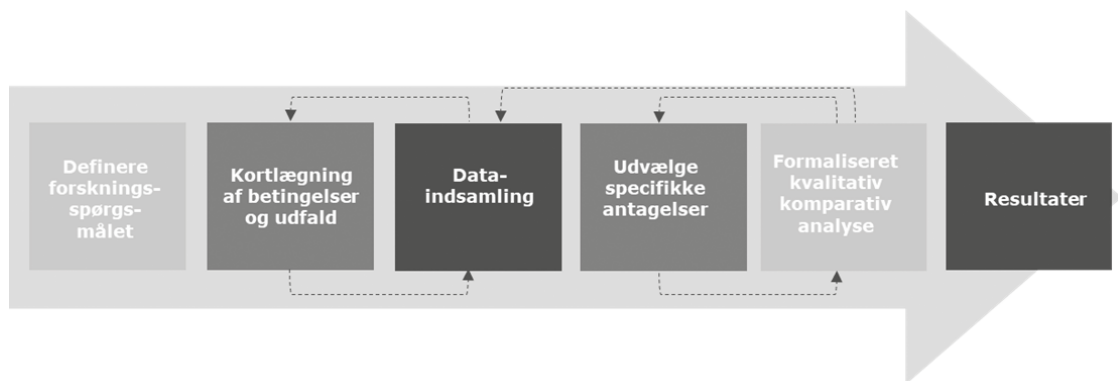 Definere
forsknings-
spørgs-
målet
Kortlægning
af betingelser
og udfald
Data-
indsamling
Udvælge
specifikke
antagelser
Formaliseret
kvalitativ
komparativ
analyse
Resultater